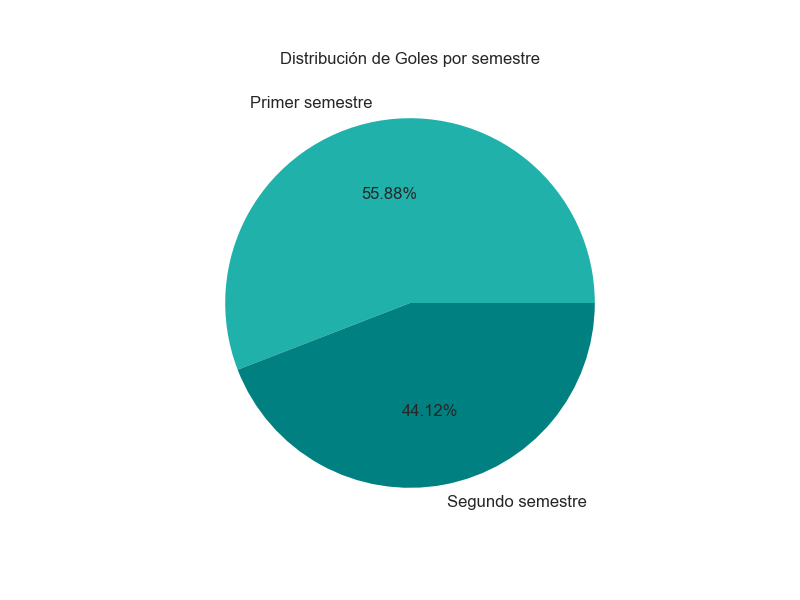 Distribución de Goles por semestre
Primer semestre
55.88%
44.12%
Segundo semestre